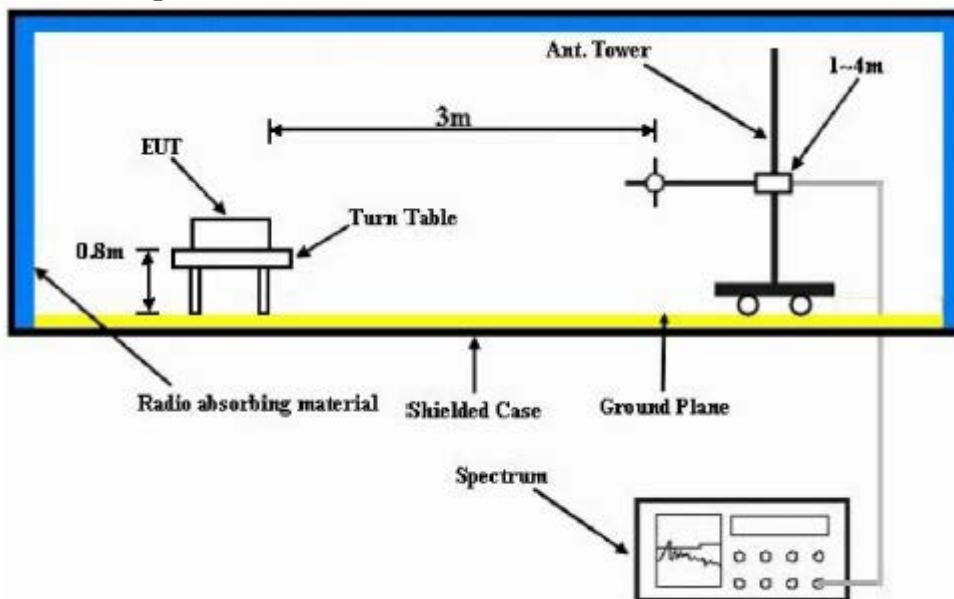 Ant. Tower
1~4m
3m
EUT
Turn Table
0.8m
Radio absorbing material
Shielded Case
Ground Plane
Spectrum